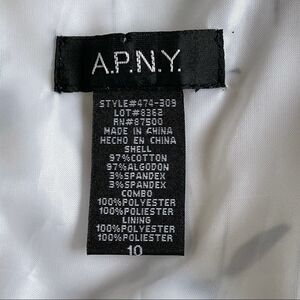 A.P.N.Y.
STYLE#474-309
LOT#8362
RN#87500
MADE IN CHINA
HECHO EN CHINA
SHELL
97%COTTON
97%ALGODON
3%SPANDEX
3%SPANDEX
COMBO
100%POLYESTER
100%POLIESTER
LINING
100%POLYESTER
100%POLIESTER
10